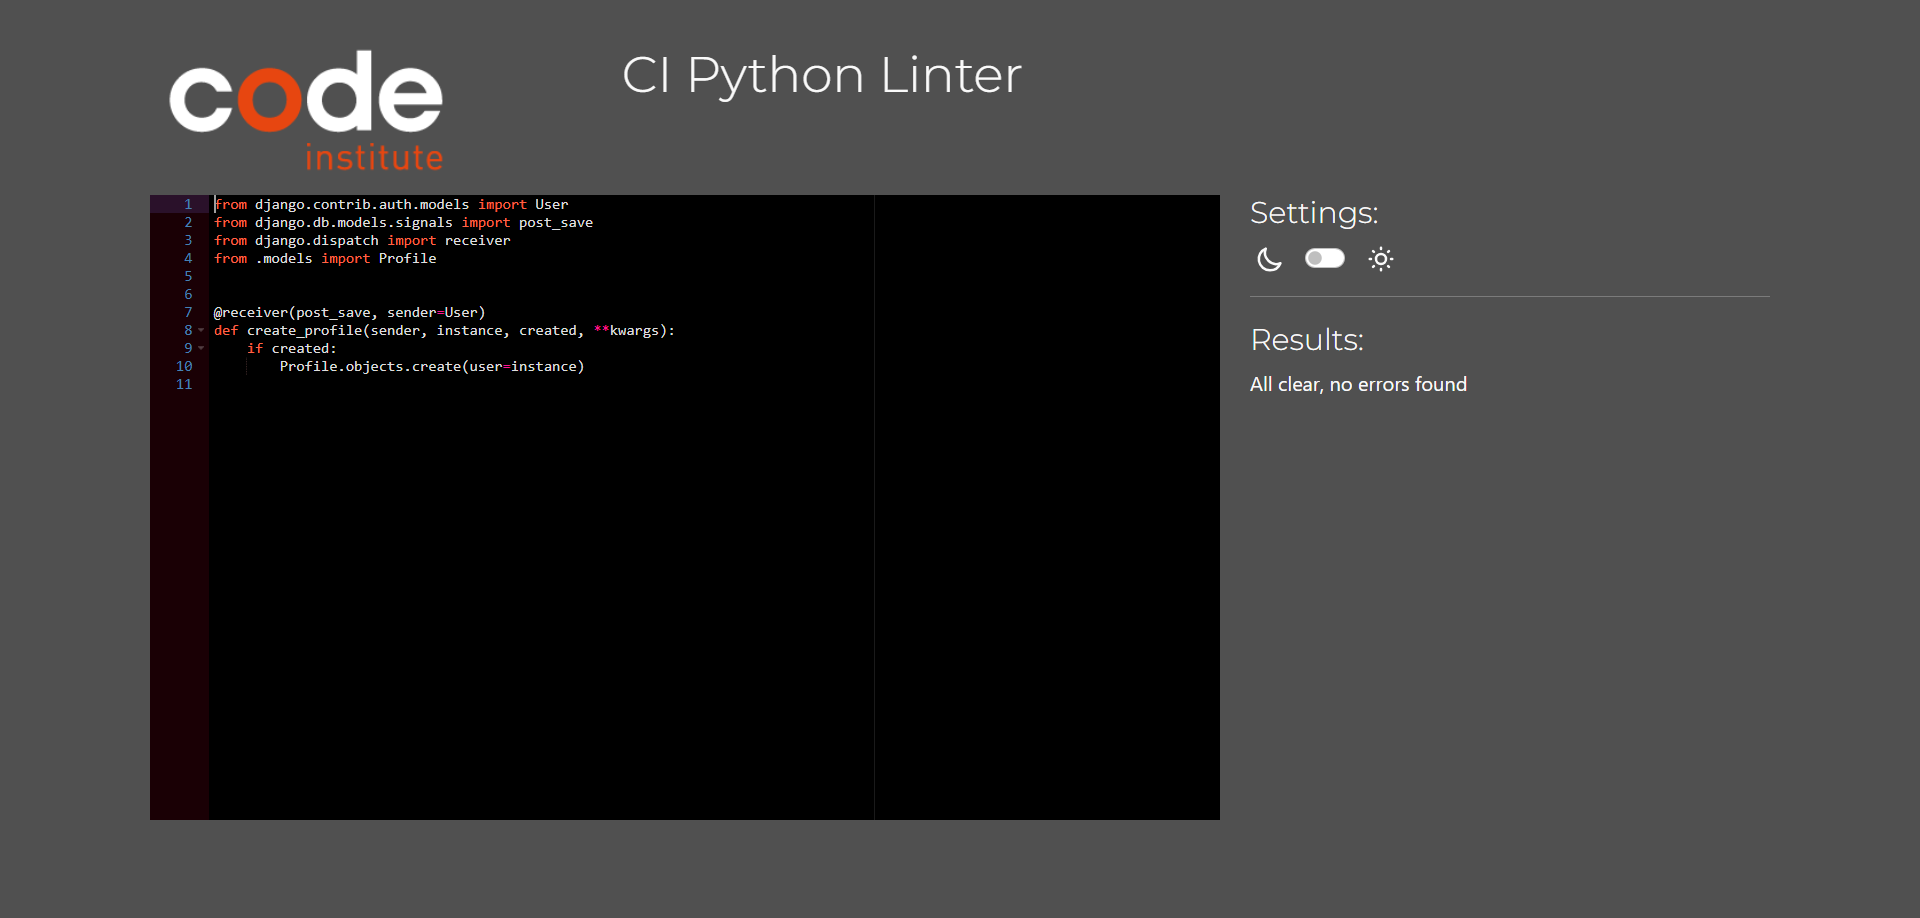 code
institute
CI Python Linter
1 from django.contrib.auth.models import User
2 from django.db.models.signals import post_save
3 from django.dispatch import receiver
4 from .models import Profile
5
6
7 @receiver(post_save, sender=User)
8 def create_profile(sender, instance, created, **kwargs):
9     if created:
10         Profile.objects.create(user=instance)
11
Settings:
Results:
All clear, no errors found